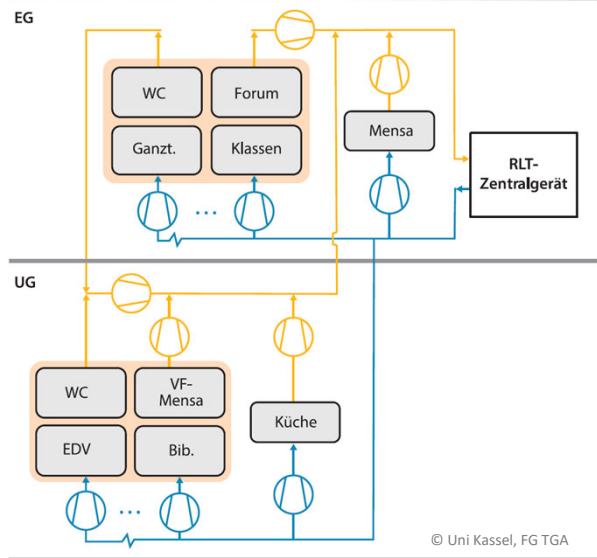 EG
WC
Forum
Ganzt.
Klassen
...
Mensa
RLT-
Zentralgerät
UG
WC
VF-
Mensa
EDV
Bib.
...
Küche
© Uni Kassel, FG TGA